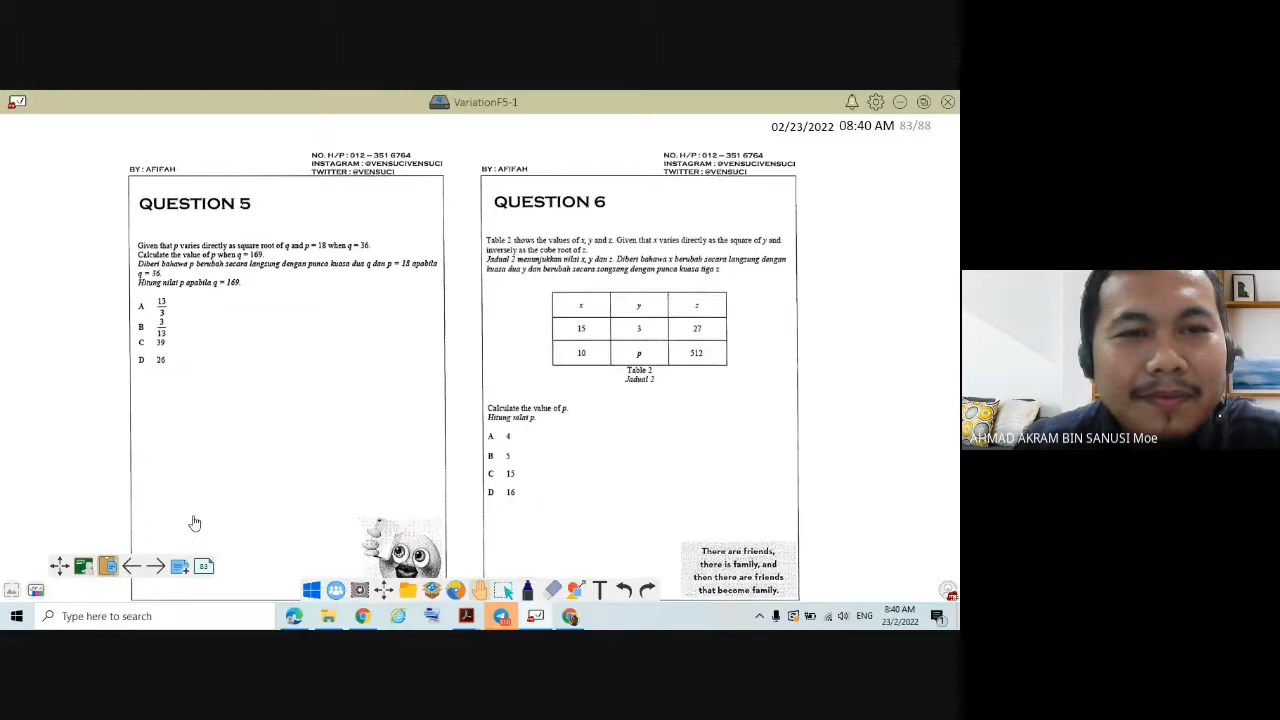 VariationF5-1
02/23/2022 08:40 AM 83/88
NO. H/P : 012 – 351 6764
INSTAGRAM : @VENSUCIVENSUCI
BY : AFIFAH
TWITTER : @VENSUCI
QUESTION 5
Given that p varies directly as square root of q and p = 18 when q = 36.
Calculate the value of p when q = 169.
Diberi bahawa p berubah secara langsung dengan punca kuasa dua q dan p = 18 apabila
q = 36.
Hitung nilai p apabila q = 169.
A 13/3
B 3/13
C 39
D 26
NO. H/P : 012 – 351 6764
INSTAGRAM : @VENSUCIVENSUCI
BY : AFIFAH
TWITTER : @VENSUCI
QUESTION 6
Table 2 shows the values of x, y and z. Given that x varies directly as the square of y and
inversely as the cube root of z.
Jadual 2 menunjukkan nilai x, y dan z. Diberi bahawa x berubah secara langsung dengan
kuasa dua y dan berubah secara songsang dengan punca kuasa tiga z
x y z
15 3 27
10 p 512
Table 2
Jadual 2
Calculate the value of p.
Hitung nilai p.
A 4
B 5
C 15
D 16
There are friends,
there is family, and
then there are friends
that become family.
AHMAD AKRAM BIN SANUSI Moe
83
Type here to search
ENG
8:40 AM
23/2/2022